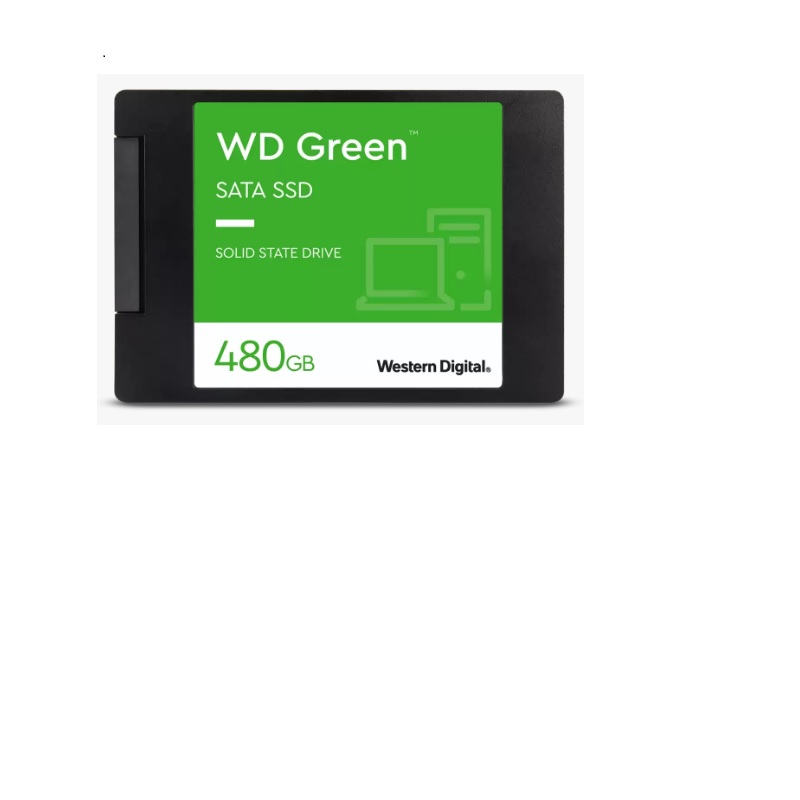 .
WD Green™
SATA SSD
SOLID STATE DRIVE
480GB Western Digital®